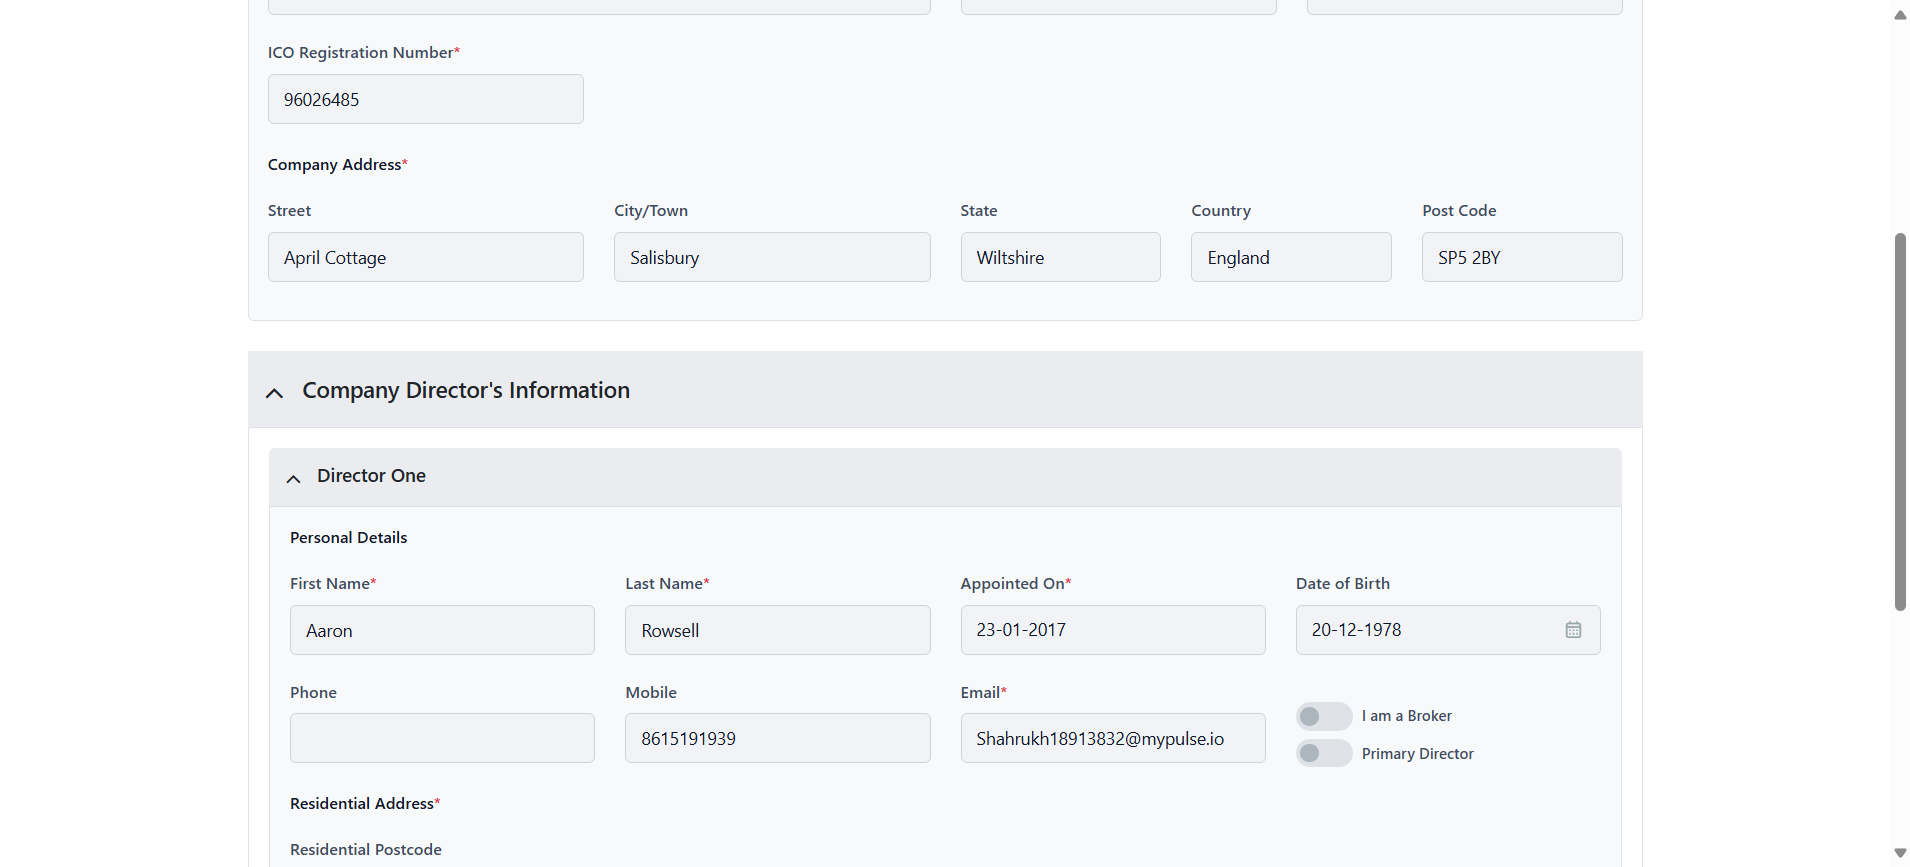 ICO Registration Number*
96026485
Company Address*
Street City/Town State Country Post Code
April Cottage Salisbury Wiltshire England SP5 2BY
Company Director's Information
Director One
Personal Details
First Name* Last Name* Appointed On* Date of Birth
Aaron Rowsell 23-01-2017 20-12-1978
Phone Mobile Email*
I am a Broker
8615191939 Shahrukh18913832@mypulse.io
Primary Director
Residential Address*
Residential Postcode